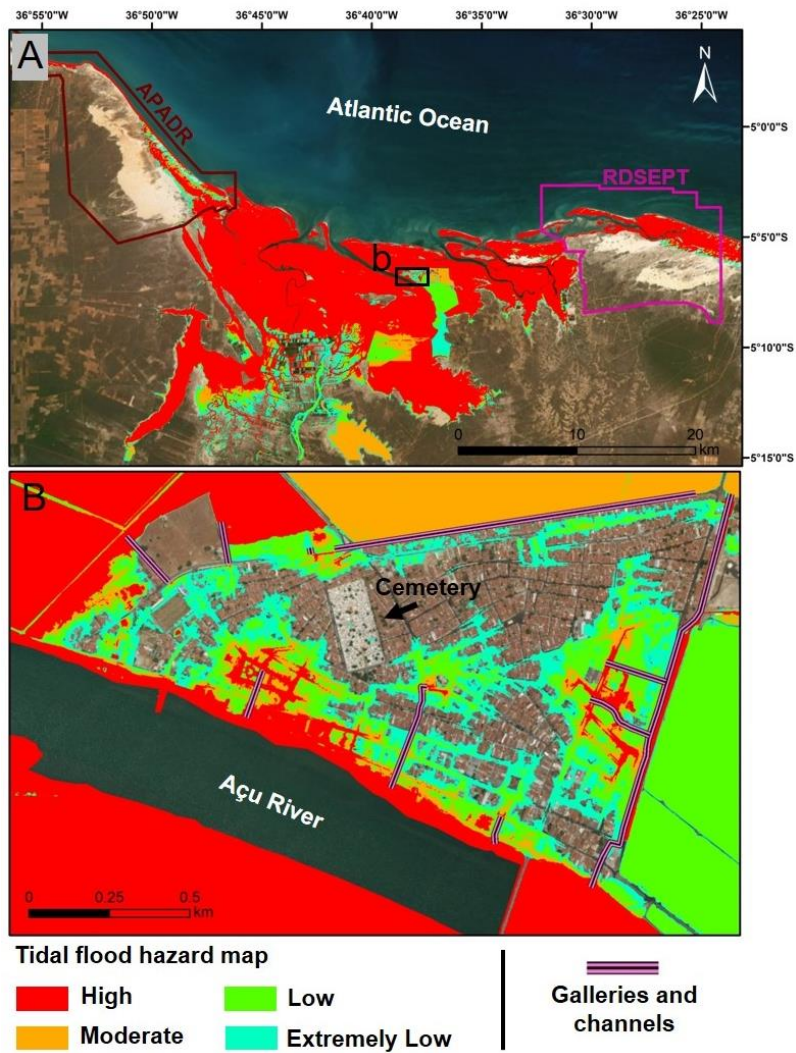 36°55'0"W 36°50'0"W 36°45'0"W 36°40'0"W 36°35'0"W 36°30'0"W 36°25'0"W
A
N
APADR
Atlantic Ocean
5°0'0"S
RDSEPT
5°5'0"S
b
5°10'0"S
0 10 20
km
5°15'0"S
B
Cemetery
Açu River
0 0.25 0.5
km
Tidal flood hazard map
High
Low
Moderate
Extremely Low
Galleries and
channels